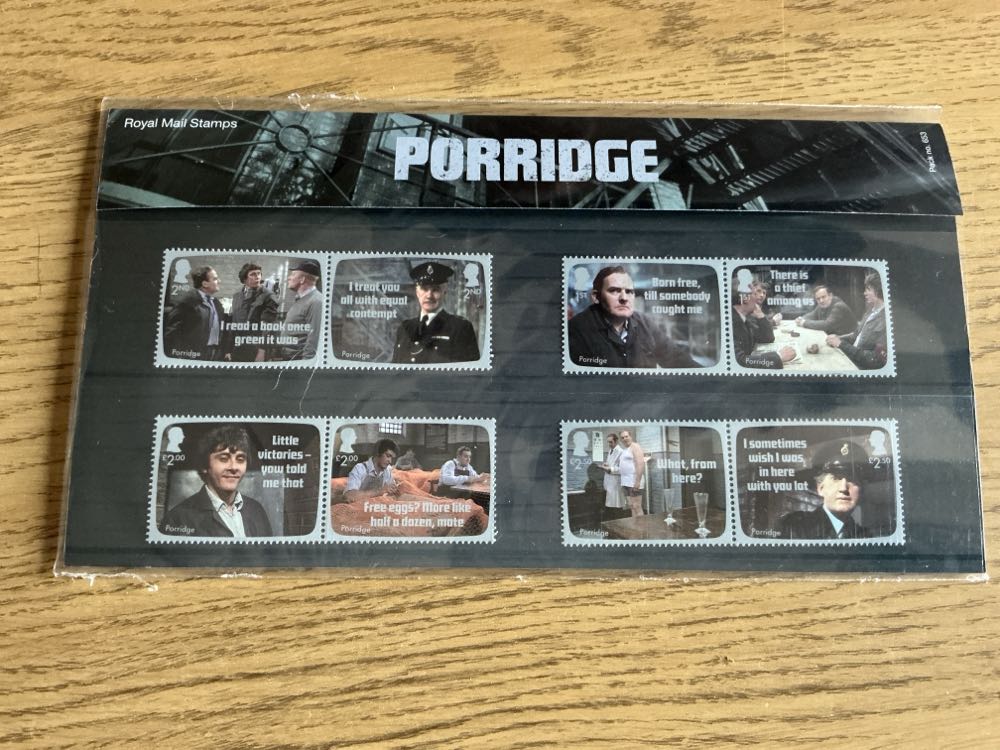 Royal Mail Stamps
PORRIDGE
Pack no. 653
2ND
I read a book once,
green it was
Porridge
I treat you
all with equal
contempt
2ND
Porridge
1ST
Born free,
till somebody
caught me
Porridge
1ST
There is
a thief
among us
Porridge
£2.00
Little
victories –
you told
me that
Porridge
£2.00
Free eggs? More like
half a dozen, mate
Porridge
£2.50
What, from
here?
Porridge
I sometimes
wish I was
in here
with you lot
£2.50
Porridge